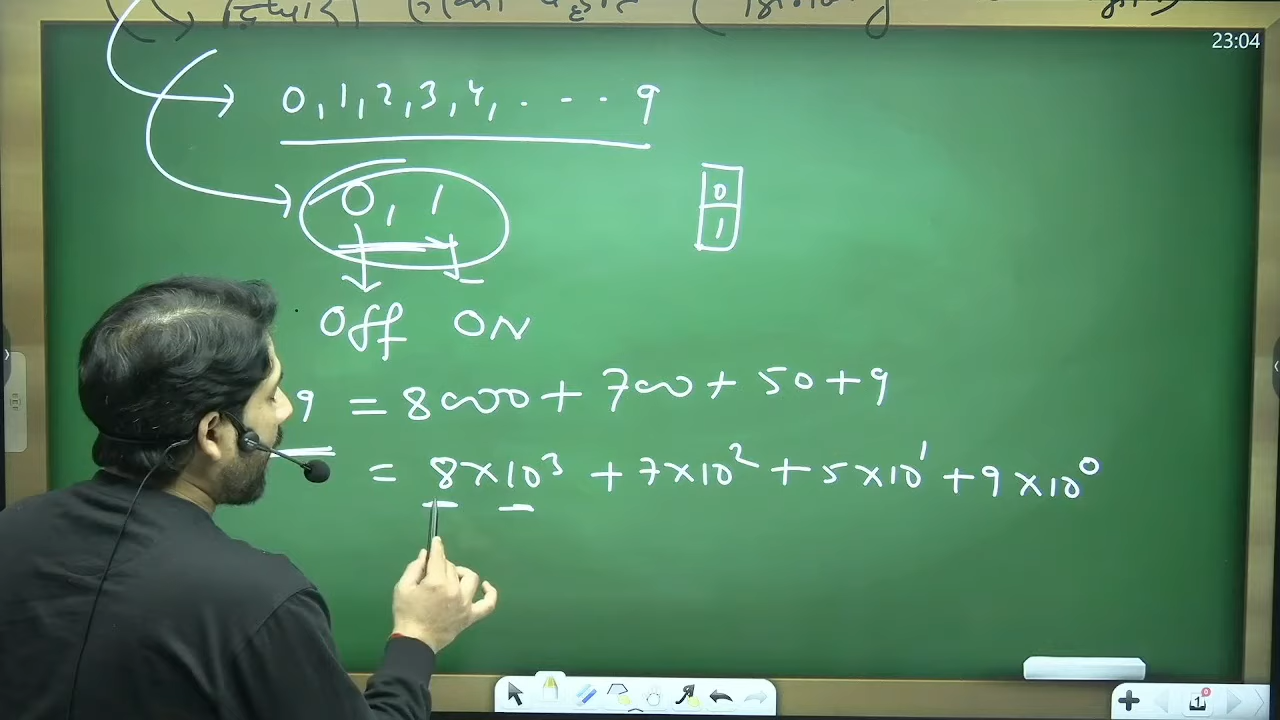 23:04
0, 1, 2, 3, 4, . - - . 9
0, 1
0
1
Off ON
9 = 8000 + 700 + 50 + 9
= 8×10³ + 7×10² + 5×10¹ + 9×10⁰